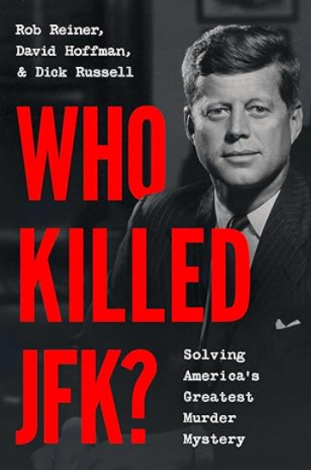 Rob Reiner,
David Hoffman,
& Dick Russell
WHO
KILLED
JFK?
Solving
America's
Greatest
Murder
Mystery